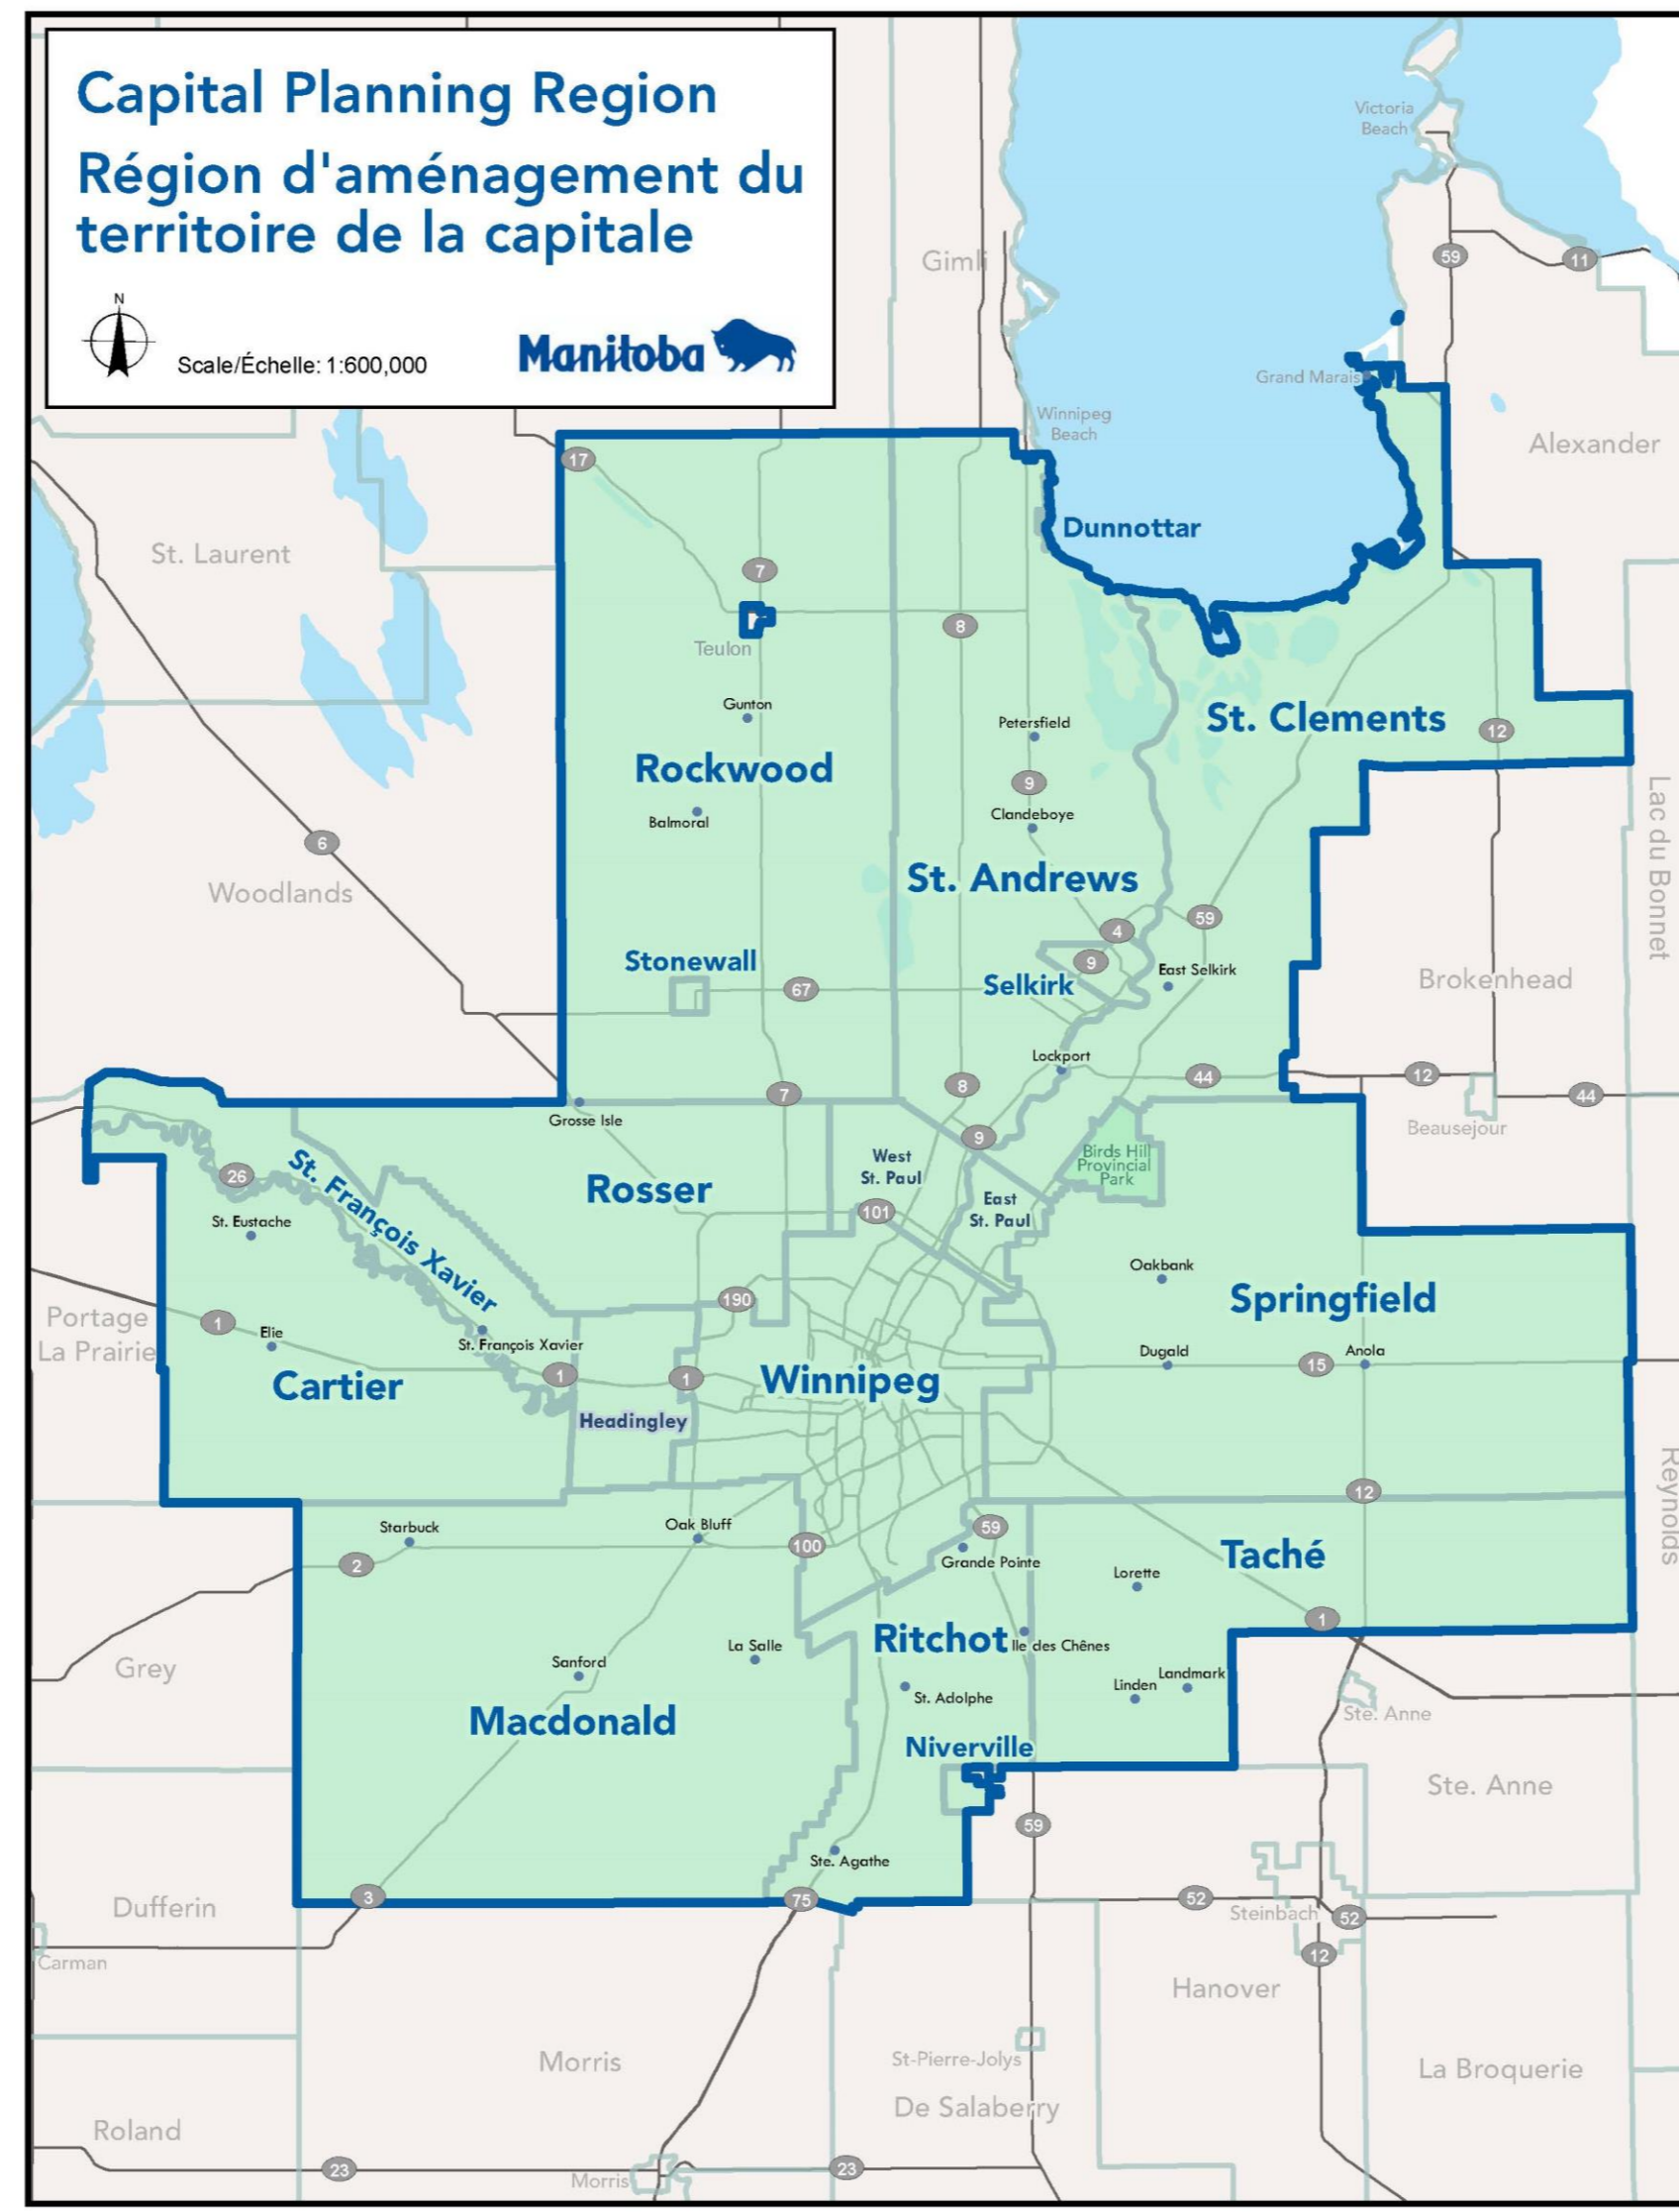 Capital Planning Region
Région d'aménagement du
territoire de la capitale
N
Scale/Échelle: 1:600,000
Manitoba
Victoria
Beach
Gimli
59
11
Grand Marais
Winnipeg
Beach
Alexander
17
Dunnottar
St. Laurent
7
8
Teulon
Gunton
Petersfield
St. Clements
12
Rockwood
9
Balmoral
Clandeboye
6
Lac du Bonnet
Woodlands
St. Andrews
59
4
Stonewall
9
East Selkirk
Selkirk
67
Brokenhead
Lockport
44
12
8
7
44
Grosse Isle
Beausejour
9
Birds Hill
Provincial
Park
West
St. Paul
26
St. François Xavier
Rosser
East
St. Paul
101
St. Eustache
Oakbank
190
Springfield
Portage
La Prairie
1
Elie
St. François Xavier
Dugald
15
Anola
1
1
Cartier
Winnipeg
Headingley
12
Reynolds
Starbuck
Oak Bluff
59
100
2
Grande Pointe
Taché
Lorette
1
La Salle
Ritchot
Ile des Chênes
Grey
Sanford
Landmark
Linden
St. Adolphe
Ste. Anne
Macdonald
Niverville
Ste. Anne
59
Ste. Agathe
3
75
52
Dufferin
Steinbach
52
Carman
12
Hanover
Morris
St-Pierre-Jolys
La Broquerie
De Salaberry
Roland
23
23
Morris